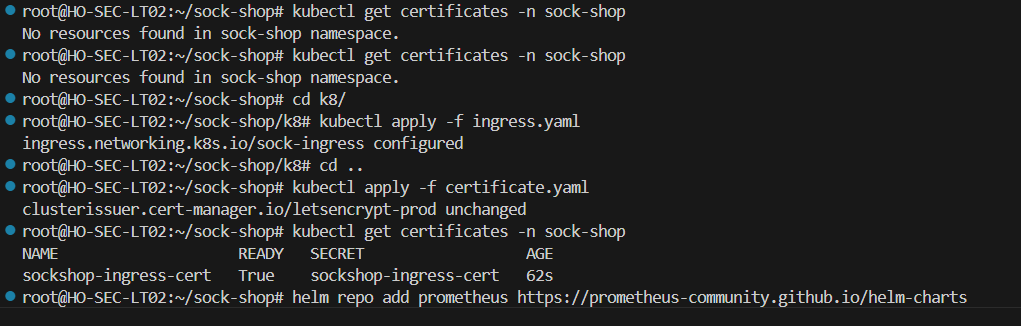 root@HO-SEC-LT02:~/sock-shop# kubectl get certificates -n sock-shop
No resources found in sock-shop namespace.
root@HO-SEC-LT02:~/sock-shop# kubectl get certificates -n sock-shop
No resources found in sock-shop namespace.
root@HO-SEC-LT02:~/sock-shop# cd k8/
root@HO-SEC-LT02:~/sock-shop/k8# kubectl apply -f ingress.yaml
ingress.networking.k8s.io/sock-ingress configured
root@HO-SEC-LT02:~/sock-shop/k8# cd ..
root@HO-SEC-LT02:~/sock-shop# kubectl apply -f certificate.yaml
clusterissuer.cert-manager.io/letsencrypt-prod unchanged
root@HO-SEC-LT02:~/sock-shop# kubectl get certificates -n sock-shop
NAME                    READY   SECRET                  AGE
sockshop-ingress-cert   True    sockshop-ingress-cert   62s
root@HO-SEC-LT02:~/sock-shop# helm repo add prometheus https://prometheus-community.github.io/helm-charts